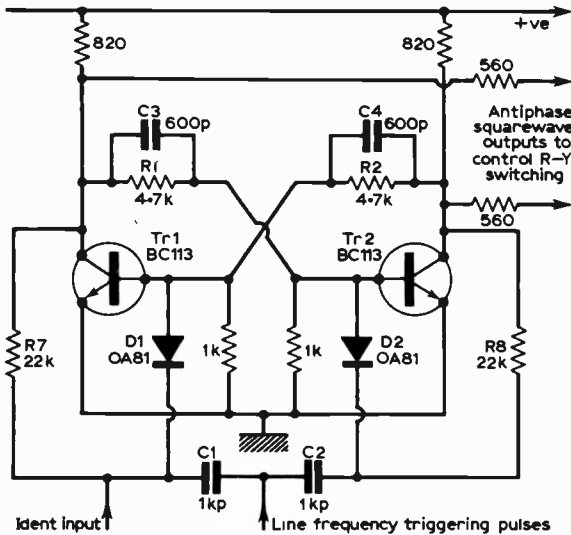 +ve
820
820
560
C3
600p
C4
600p
Antiphase
squarewave
outputs to
control R-Y
switching
R1
4·7k
R2
4·7k
560
Tr1
BC113
Tr2
BC113
R7
22k
D1
OA81
1k
1k
D2
OA81
R8
22k
C1
1kp
C2
1kp
Ident input
Line frequency triggering pulses